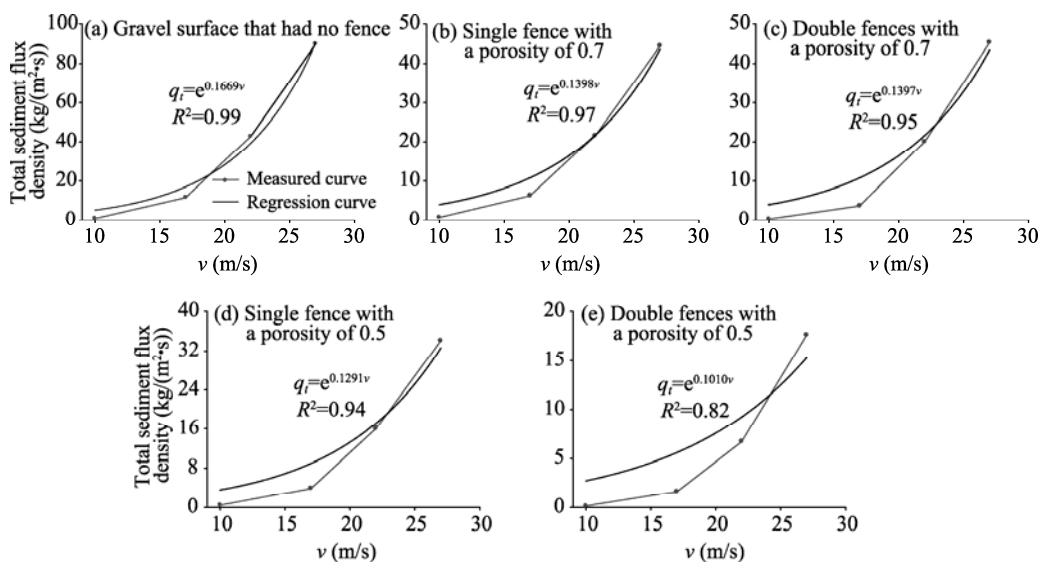 (a) Gravel surface that had no fence
qₜ=e^0.1669v
R²=0.99
Measured curve
Regression curve
Total sediment flux
density (kg/(m²•s))
100
80
60
40
20
0
10 15 20 25 30
v (m/s)
(b) Single fence with
a porosity of 0.7
qₜ=e^0.1398v
R²=0.97
50
40
30
20
10
0
10 15 20 25 30
v (m/s)
(c) Double fences with
a porosity of 0.7
qₜ=e^0.1397v
R²=0.95
50
40
30
20
10
0
10 15 20 25 30
v (m/s)
(d) Single fence with
a porosity of 0.5
qₜ=e^0.1291v
R²=0.94
Total sediment flux
density (kg/(m²•s))
40
32
24
16
8
0
10 15 20 25 30
v (m/s)
(e) Double fences with
a porosity of 0.5
qₜ=e^0.1010v
R²=0.82
20
15
10
5
0
10 15 20 25 30
v (m/s)